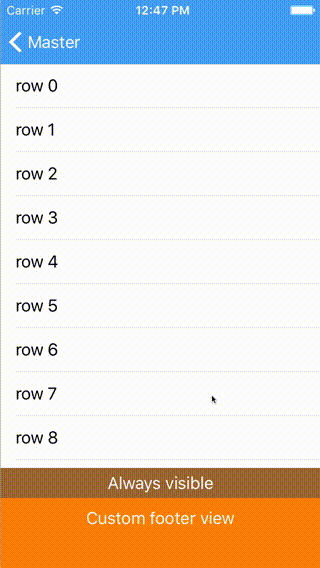 Carrier 12:47 PM
Master
row 0
row 1
row 2
row 3
row 4
row 5
row 6
row 7
row 8
Always visible
Custom footer view